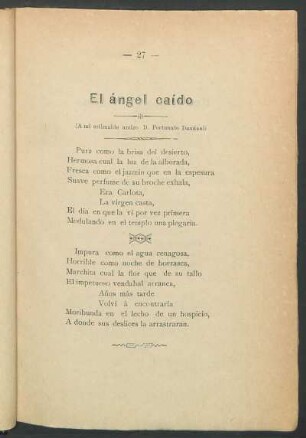 — 27 —
El ángel caído
(A mi estimable amigo D. Fortunato Damiani)
Pura como la brisa del desierto,
Hermosa cual la luz de la alborada,
Fresca como el jazmín que en la espesura
Suave perfume de su broche exhala,
Era Carlota,
La virgen casta,
El día en que la ví por vez primera
Modulando en el templo una plegaria.
Impura como el agua cenagosa,
Horrible como noche de borrasca,
Marchita cual la flor que de su tallo
El impetuoso vendabal arranca,
Años más tarde
Volví á encontrarla
Moribunda en el lecho de un hospicio,
A donde sus deslices la arrastraran.